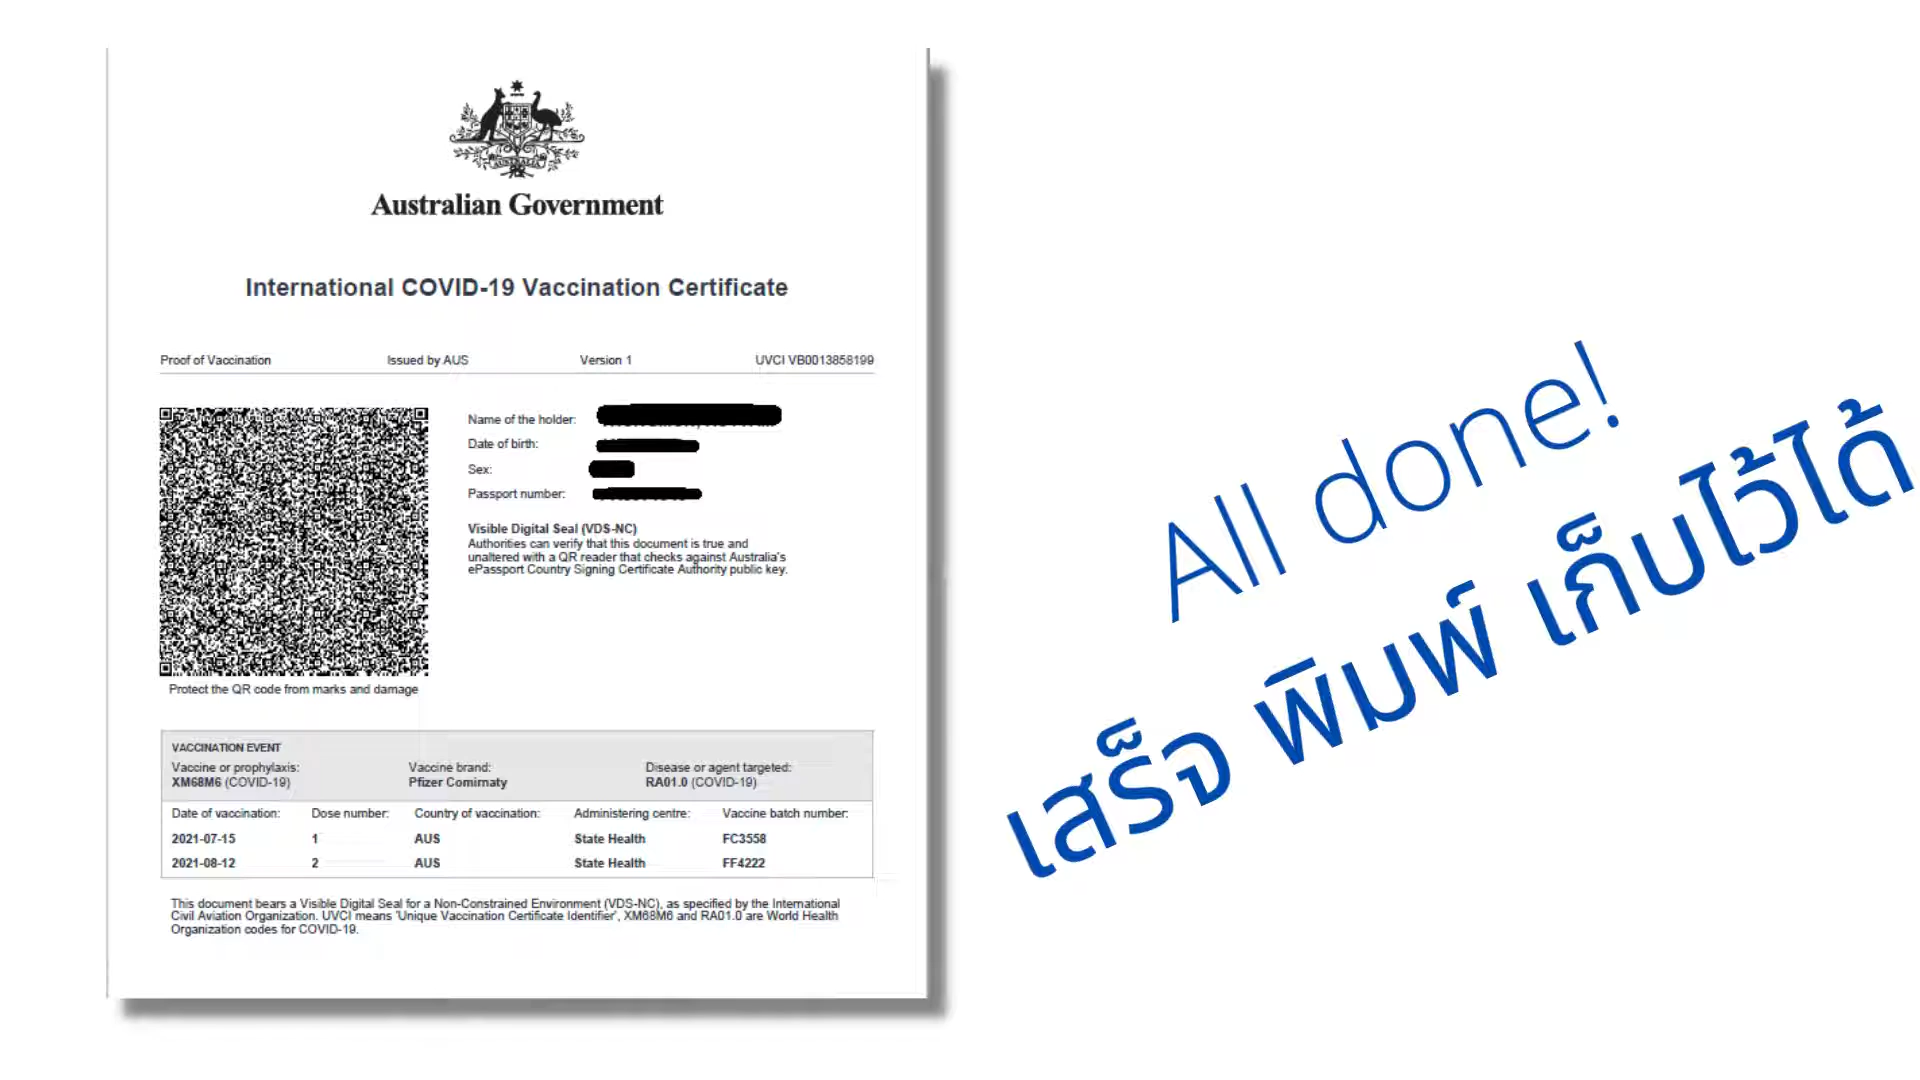 AUSTRALIA
Australian Government
International COVID-19 Vaccination Certificate
Proof of Vaccination Issued by AUS Version 1 UVCI VB0013858199
Name of the holder:
Date of birth:
Sex:
Passport number:
Visible Digital Seal (VDS-NC)
Authorities can verify that this document is true and
unaltered with a QR reader that checks against Australia's
ePassport Country Signing Certificate Authority public key.
Protect the QR code from marks and damage
VACCINATION EVENT
Vaccine or prophylaxis: Vaccine brand: Disease or agent targeted:
XM68M6 (COVID-19) Pfizer Comirnaty RA01.0 (COVID-19)
Date of vaccination: Dose number: Country of vaccination: Administering centre: Vaccine batch number:
2021-07-15 1 AUS State Health FC3558
2021-08-12 2 AUS State Health FF4222
This document bears a Visible Digital Seal for a Non-Constrained Environment (VDS-NC), as specified by the International
Civil Aviation Organization. UVCI means 'Unique Vaccination Certificate Identifier', XM68M6 and RA01.0 are World Health
Organization codes for COVID-19.
All done!
เสร็จ พิมพ์ เก็บไว้ได้